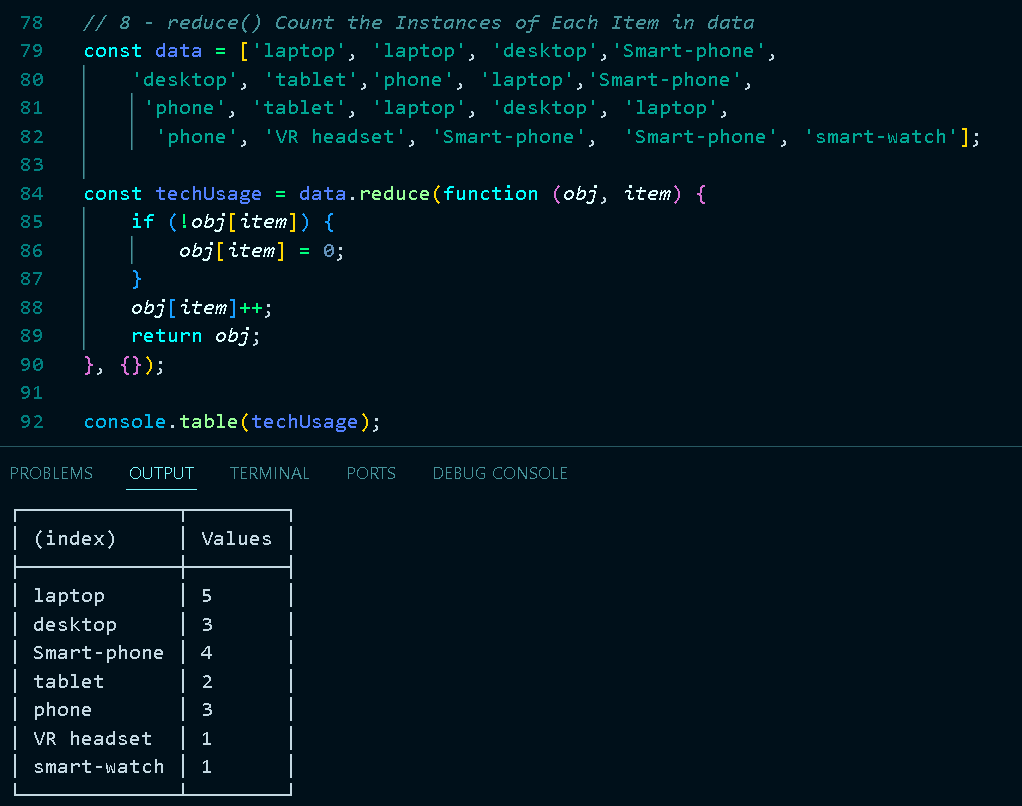 78 // 8 - reduce() Count the Instances of Each Item in data
79 const data = ['laptop', 'laptop', 'desktop','Smart-phone',
80 'desktop', 'tablet','phone', 'laptop','Smart-phone',
81 'phone', 'tablet', 'laptop', 'desktop', 'laptop',
82 'phone', 'VR headset', 'Smart-phone',  'Smart-phone', 'smart-watch'];
83
84 const techUsage = data.reduce(function (obj, item) {
85 if (!obj[item]) {
86 obj[item] = 0;
87 }
88 obj[item]++;
89 return obj;
90 }, {});
91
92 console.table(techUsage);
PROBLEMS OUTPUT TERMINAL PORTS DEBUG CONSOLE
(index) Values
laptop 5
desktop 3
Smart-phone 4
tablet 2
phone 3
VR headset 1
smart-watch 1